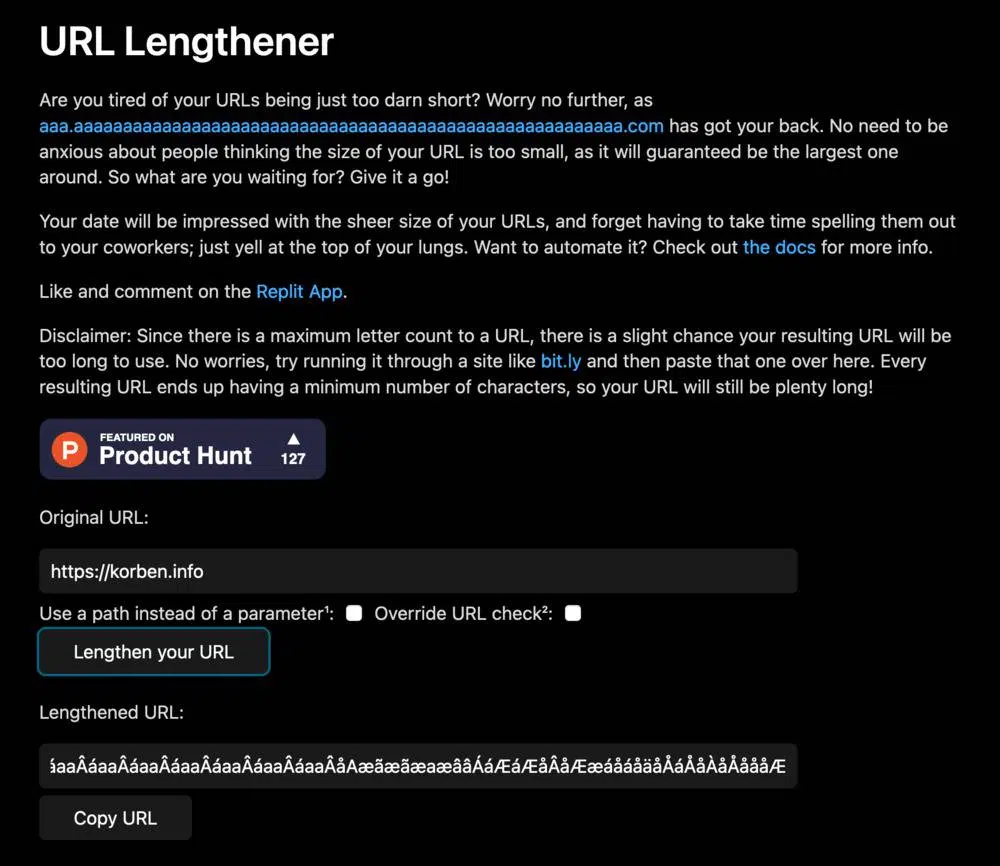 URL Lengthener
Are you tired of your URLs being just too darn short? Worry no further, as
aaa.aaaaaaaaaaaaaaaaaaaaaaaaaaaaaaaaaaaaaaaaaaaaaaaaaaaaaaaa.com has got your back. No need to be
anxious about people thinking the size of your URL is too small, as it will guaranteed be the largest one
around. So what are you waiting for? Give it a go!
Your date will be impressed with the sheer size of your URLs, and forget having to take time spelling them out
to your coworkers; just yell at the top of your lungs. Want to automate it? Check out the docs for more info.
Like and comment on the Replit App.
Disclaimer: Since there is a maximum letter count to a URL, there is a slight chance your resulting URL will be
too long to use. No worries, try running it through a site like bit.ly and then paste that one over here. Every
resulting URL ends up having a minimum number of characters, so your URL will still be plenty long!
P
FEATURED ON
Product Hunt
▲
127
Original URL:
https://korben.info
Use a path instead of a parameter¹: Override URL check²:
Lengthen your URL
Lengthened URL:
áaaÂáaaÂáaaÂáaaÂáaaÂáaaÂáaaÂáaaÂåAæãæãæaæââÁáÆáÆåÂåÆæáåáåäåÅáÅåÀåÅåååÆ
Copy URL